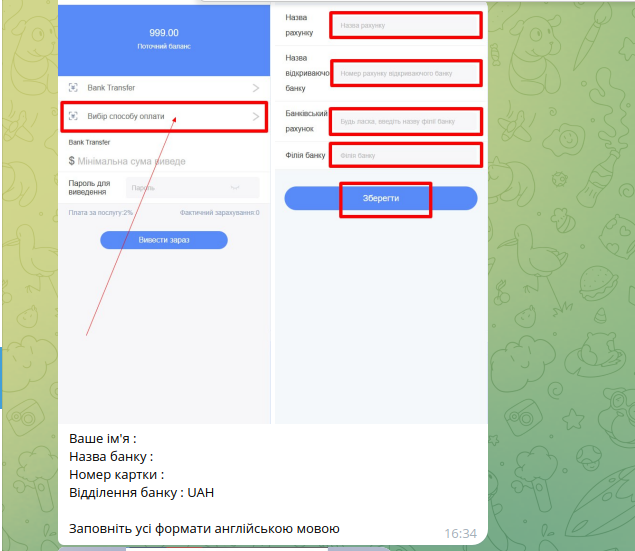 999.00
Поточний баланс
Bank Transfer
Вибір способу оплати
Bank Transfer
$ Мінімальна сума виведе
Пароль для
виведення
Пароль
Плата за послугу:2%
Фактичний зарахування:0
Вивести зараз
Назва
рахунку
Назва рахунку
Назва
відкриваючо
банку
Номер рахунку відкриваючого банку
Банківський
рахунок
Будь ласка, введіть назву філії банку
Філія банку
Філія банку
Зберегти
Ваше ім'я :
Назва банку :
Номер картки :
Відділення банку : UAH
Заповніть усі формати англійською мовою
16:34